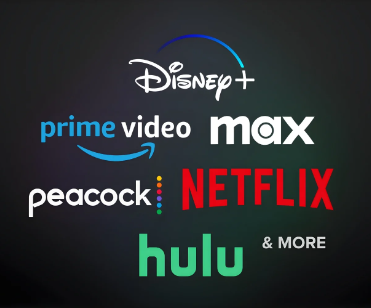 Disney+
prime video max
peacock NETFLIX
hulu & MORE